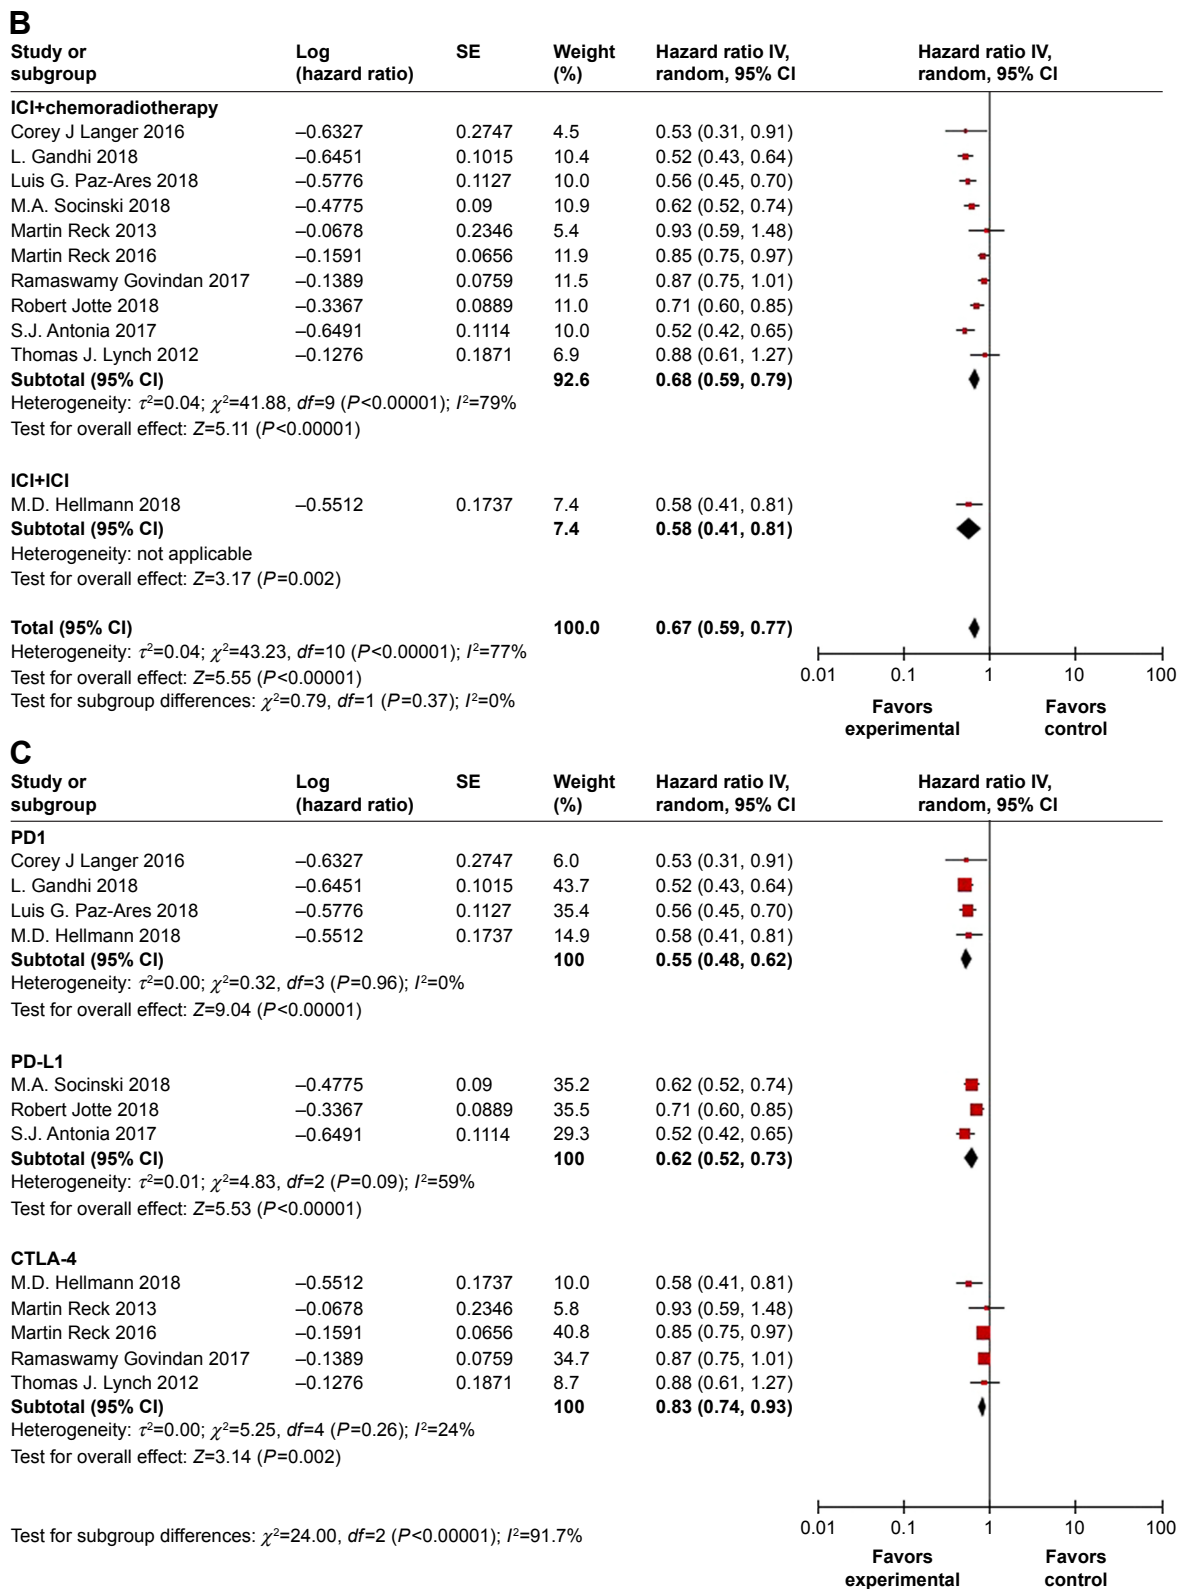 B
Study or subgroup Log (hazard ratio) SE Weight (%) Hazard ratio IV, random, 95% CI Hazard ratio IV, random, 95% CI
ICI+chemoradiotherapy
Corey J Langer 2016 –0.6327 0.2747 4.5 0.53 (0.31, 0.91)
L. Gandhi 2018 –0.6451 0.1015 10.4 0.52 (0.43, 0.64)
Luis G. Paz-Ares 2018 –0.5776 0.1127 10.0 0.56 (0.45, 0.70)
M.A. Socinski 2018 –0.4775 0.09 10.9 0.62 (0.52, 0.74)
Martin Reck 2013 –0.0678 0.2346 5.4 0.93 (0.59, 1.48)
Martin Reck 2016 –0.1591 0.0656 11.9 0.85 (0.75, 0.97)
Ramaswamy Govindan 2017 –0.1389 0.0759 11.5 0.87 (0.75, 1.01)
Robert Jotte 2018 –0.3367 0.0889 11.0 0.71 (0.60, 0.85)
S.J. Antonia 2017 –0.6491 0.1114 10.0 0.52 (0.42, 0.65)
Thomas J. Lynch 2012 –0.1276 0.1871 6.9 0.88 (0.61, 1.27)
Subtotal (95% CI) 92.6 0.68 (0.59, 0.79)
Heterogeneity: τ²=0.04; χ²=41.88, df=9 (P<0.00001); I²=79%
Test for overall effect: Z=5.11 (P<0.00001)
ICI+ICI
M.D. Hellmann 2018 –0.5512 0.1737 7.4 0.58 (0.41, 0.81)
Subtotal (95% CI) 7.4 0.58 (0.41, 0.81)
Heterogeneity: not applicable
Test for overall effect: Z=3.17 (P=0.002)
Total (95% CI) 100.0 0.67 (0.59, 0.77)
Heterogeneity: τ²=0.04; χ²=43.23, df=10 (P<0.00001); I²=77%
Test for overall effect: Z=5.55 (P<0.00001)
Test for subgroup differences: χ²=0.79, df=1 (P=0.37); I²=0%
0.01 0.1 1 10 100
Favors experimental Favors control
C
Study or subgroup Log (hazard ratio) SE Weight (%) Hazard ratio IV, random, 95% CI Hazard ratio IV, random, 95% CI
PD1
Corey J Langer 2016 –0.6327 0.2747 6.0 0.53 (0.31, 0.91)
L. Gandhi 2018 –0.6451 0.1015 43.7 0.52 (0.43, 0.64)
Luis G. Paz-Ares 2018 –0.5776 0.1127 35.4 0.56 (0.45, 0.70)
M.D. Hellmann 2018 –0.5512 0.1737 14.9 0.58 (0.41, 0.81)
Subtotal (95% CI) 100 0.55 (0.48, 0.62)
Heterogeneity: τ²=0.00; χ²=0.32, df=3 (P=0.96); I²=0%
Test for overall effect: Z=9.04 (P<0.00001)
PD-L1
M.A. Socinski 2018 –0.4775 0.09 35.2 0.62 (0.52, 0.74)
Robert Jotte 2018 –0.3367 0.0889 35.5 0.71 (0.60, 0.85)
S.J. Antonia 2017 –0.6491 0.1114 29.3 0.52 (0.42, 0.65)
Subtotal (95% CI) 100 0.62 (0.52, 0.73)
Heterogeneity: τ²=0.01; χ²=4.83, df=2 (P=0.09); I²=59%
Test for overall effect: Z=5.53 (P<0.00001)
CTLA-4
M.D. Hellmann 2018 –0.5512 0.1737 10.0 0.58 (0.41, 0.81)
Martin Reck 2013 –0.0678 0.2346 5.8 0.93 (0.59, 1.48)
Martin Reck 2016 –0.1591 0.0656 40.8 0.85 (0.75, 0.97)
Ramaswamy Govindan 2017 –0.1389 0.0759 34.7 0.87 (0.75, 1.01)
Thomas J. Lynch 2012 –0.1276 0.1871 8.7 0.88 (0.61, 1.27)
Subtotal (95% CI) 100 0.83 (0.74, 0.93)
Heterogeneity: τ²=0.00; χ²=5.25, df=4 (P=0.26); I²=24%
Test for overall effect: Z=3.14 (P=0.002)
Test for subgroup differences: χ²=24.00, df=2 (P<0.00001); I²=91.7%
0.01 0.1 1 10 100
Favors experimental Favors control